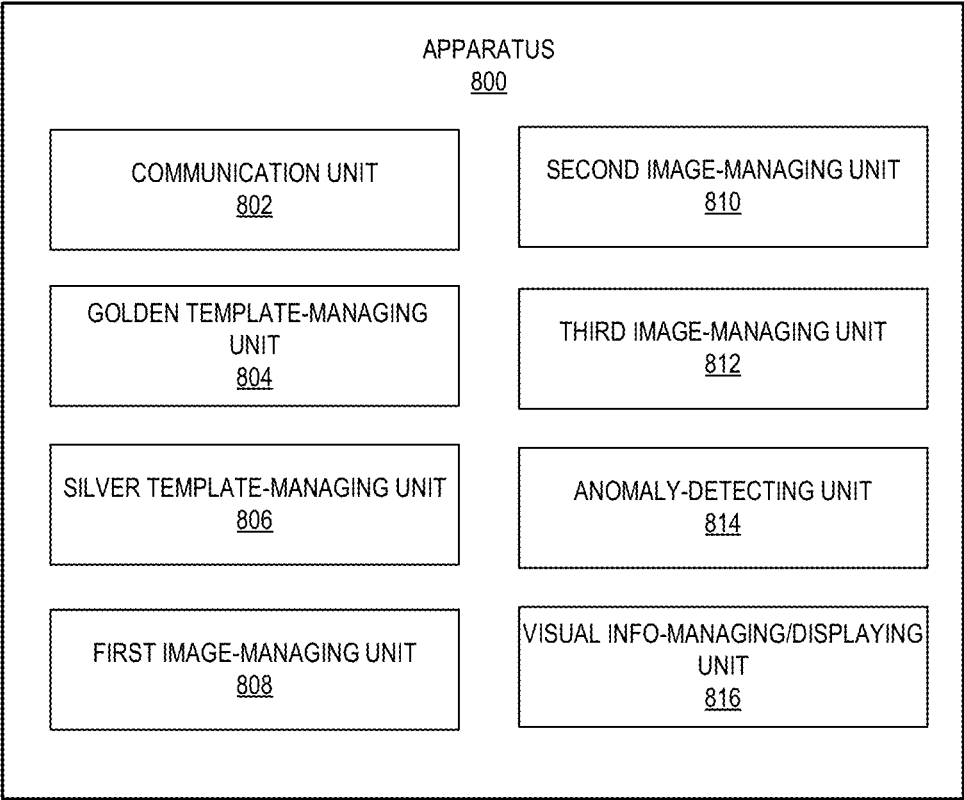 APPARATUS
800
COMMUNICATION UNIT
802
GOLDEN TEMPLATE-MANAGING
UNIT
804
SILVER TEMPLATE-MANAGING UNIT
806
FIRST IMAGE-MANAGING UNIT
808
SECOND IMAGE-MANAGING UNIT
810
THIRD IMAGE-MANAGING UNIT
812
ANOMALY-DETECTING UNIT
814
VISUAL INFO-MANAGING/DISPLAYING
UNIT
816